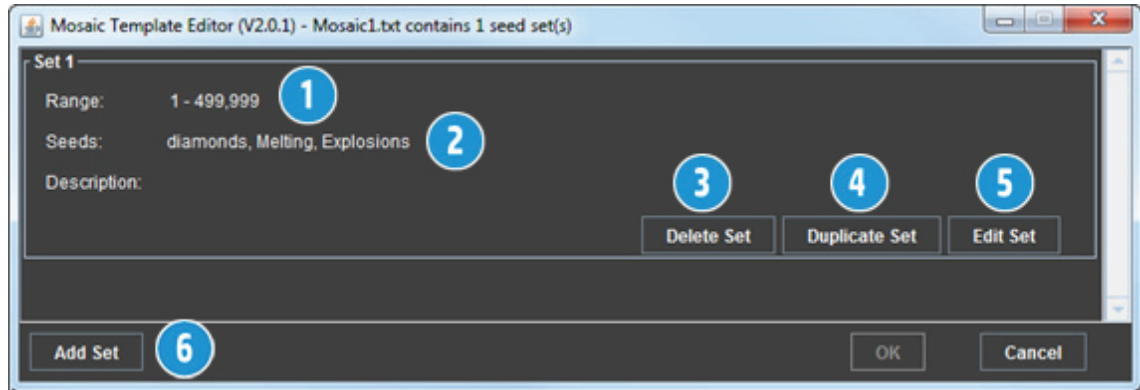 Mosaic Template Editor (V2.0.1) - Mosaic1.txt contains 1 seed set(s)
Set 1
Range: 1 - 499,999 1
Seeds: diamonds, Melting, Explosions 2
Description:
3 4 5
Delete Set Duplicate Set Edit Set
Add Set 6 OK Cancel